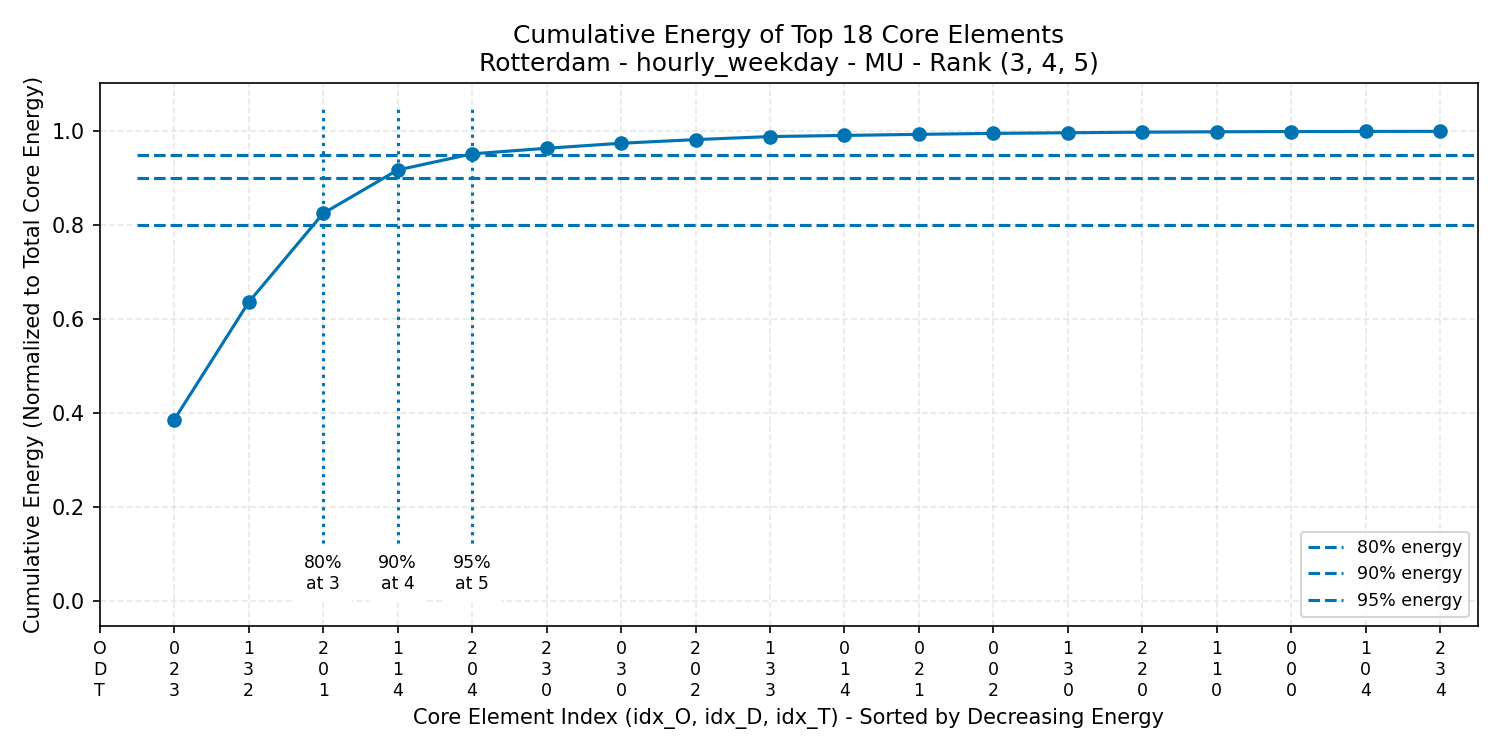 Cumulative Energy of Top 18 Core Elements
Rotterdam - hourly_weekday - MU - Rank (3, 4, 5)
Cumulative Energy (Normalized to Total Core Energy)
1.0
0.8
0.6
0.4
0.2
0.0
80% at 3
90% at 4
95% at 5
80% energy
90% energy
95% energy
O 0 1 2 1 2 2 0 2 1 0 0 0 1 2 1 0 1 2
D 2 3 0 1 0 3 3 0 3 1 2 0 3 2 1 0 0 3
T 3 2 1 4 4 0 0 2 3 4 1 2 0 0 0 0 4 4
Core Element Index (idx_O, idx_D, idx_T) - Sorted by Decreasing Energy